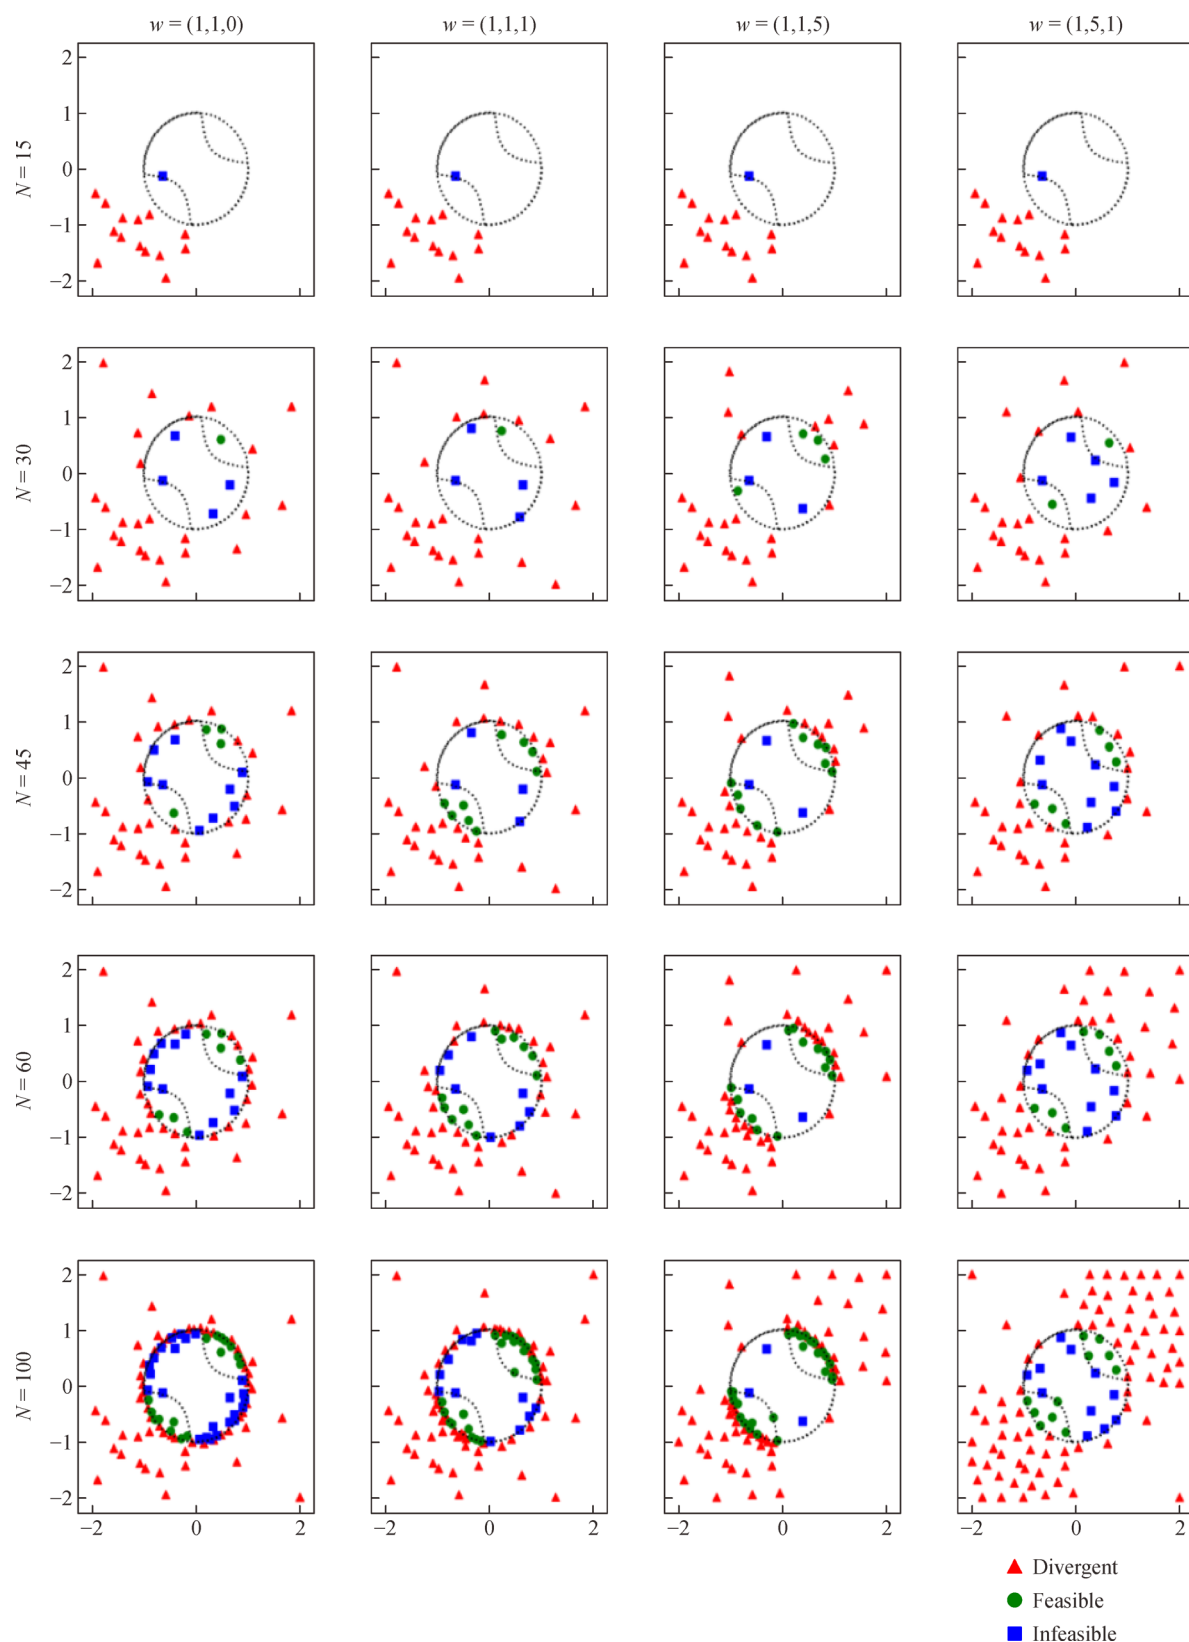 w = (1,1,0) w = (1,1,1) w = (1,1,5) w = (1,5,1)
2
1
N = 15
0
−1
−2
2
1
N = 30
0
−1
−2
2
1
N = 45
0
−1
−2
2
1
N = 60
0
−1
−2
2
1
N = 100
0
−1
−2
−2 0 2 −2 0 2 −2 0 2 −2 0 2
Divergent
Feasible
Infeasible